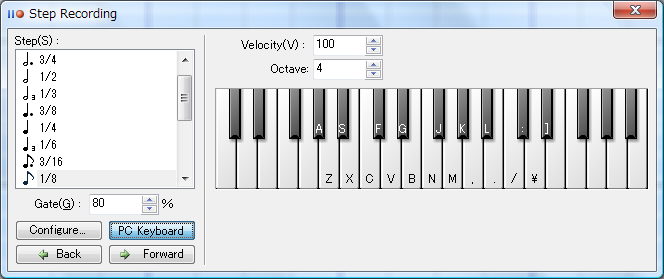 Step Recording
Step(S) :
3/4
1/2
1/3
3/8
1/4
1/6
3/16
1/8
Gate(G) : 80 %
Configure... PC Keyboard
Back Forward
Velocity(V) : 100
Octave: 4
A S F G J K L : ]
Z X C V B N M , . / ¥